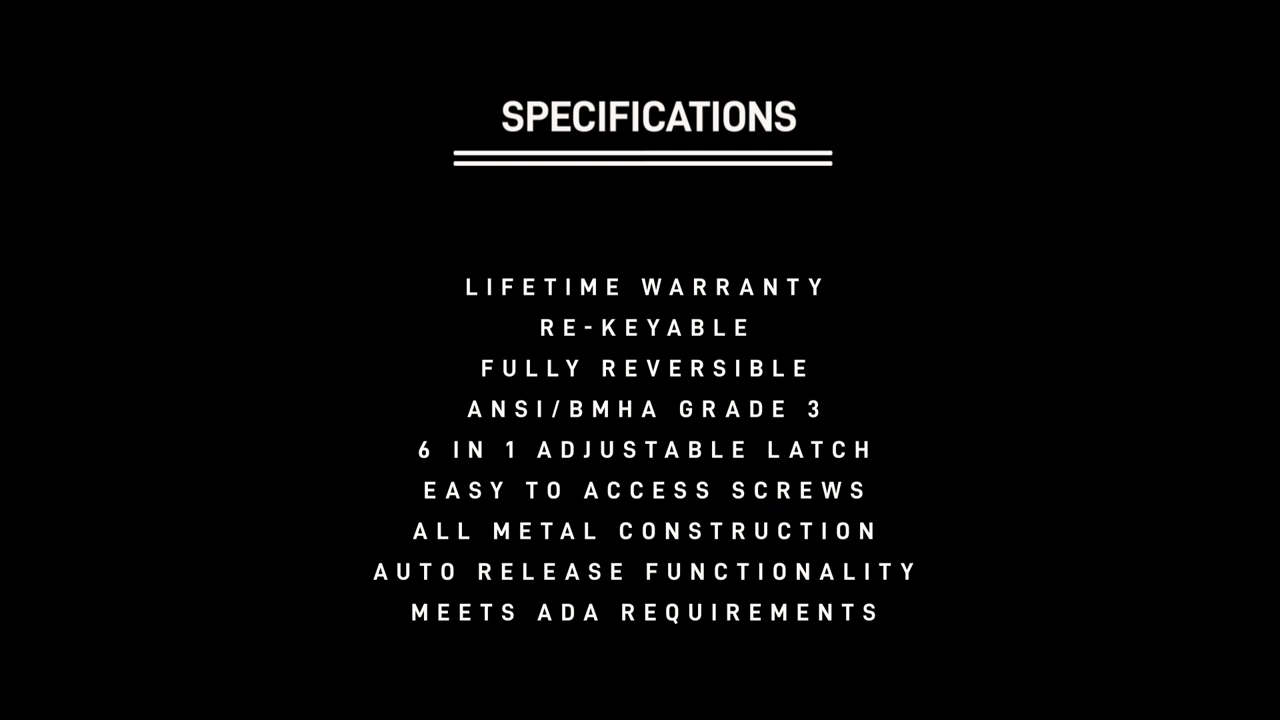 SPECIFICATIONS
LIFETIME WARRANTY
RE-KEYABLE
FULLY REVERSIBLE
ANSI/BMHA GRADE 3
6 IN 1 ADJUSTABLE LATCH
EASY TO ACCESS SCREWS
ALL METAL CONSTRUCTION
AUTO RELEASE FUNCTIONALITY
MEETS ADA REQUIREMENTS